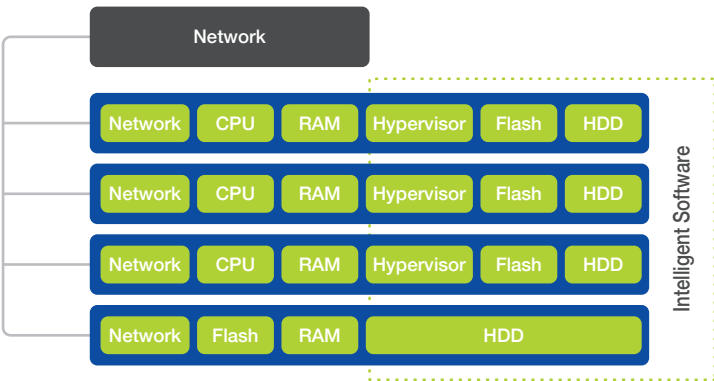 Network
Network CPU RAM Hypervisor Flash HDD
Network CPU RAM Hypervisor Flash HDD
Network CPU RAM Hypervisor Flash HDD
Network Flash RAM HDD
Intelligent Software